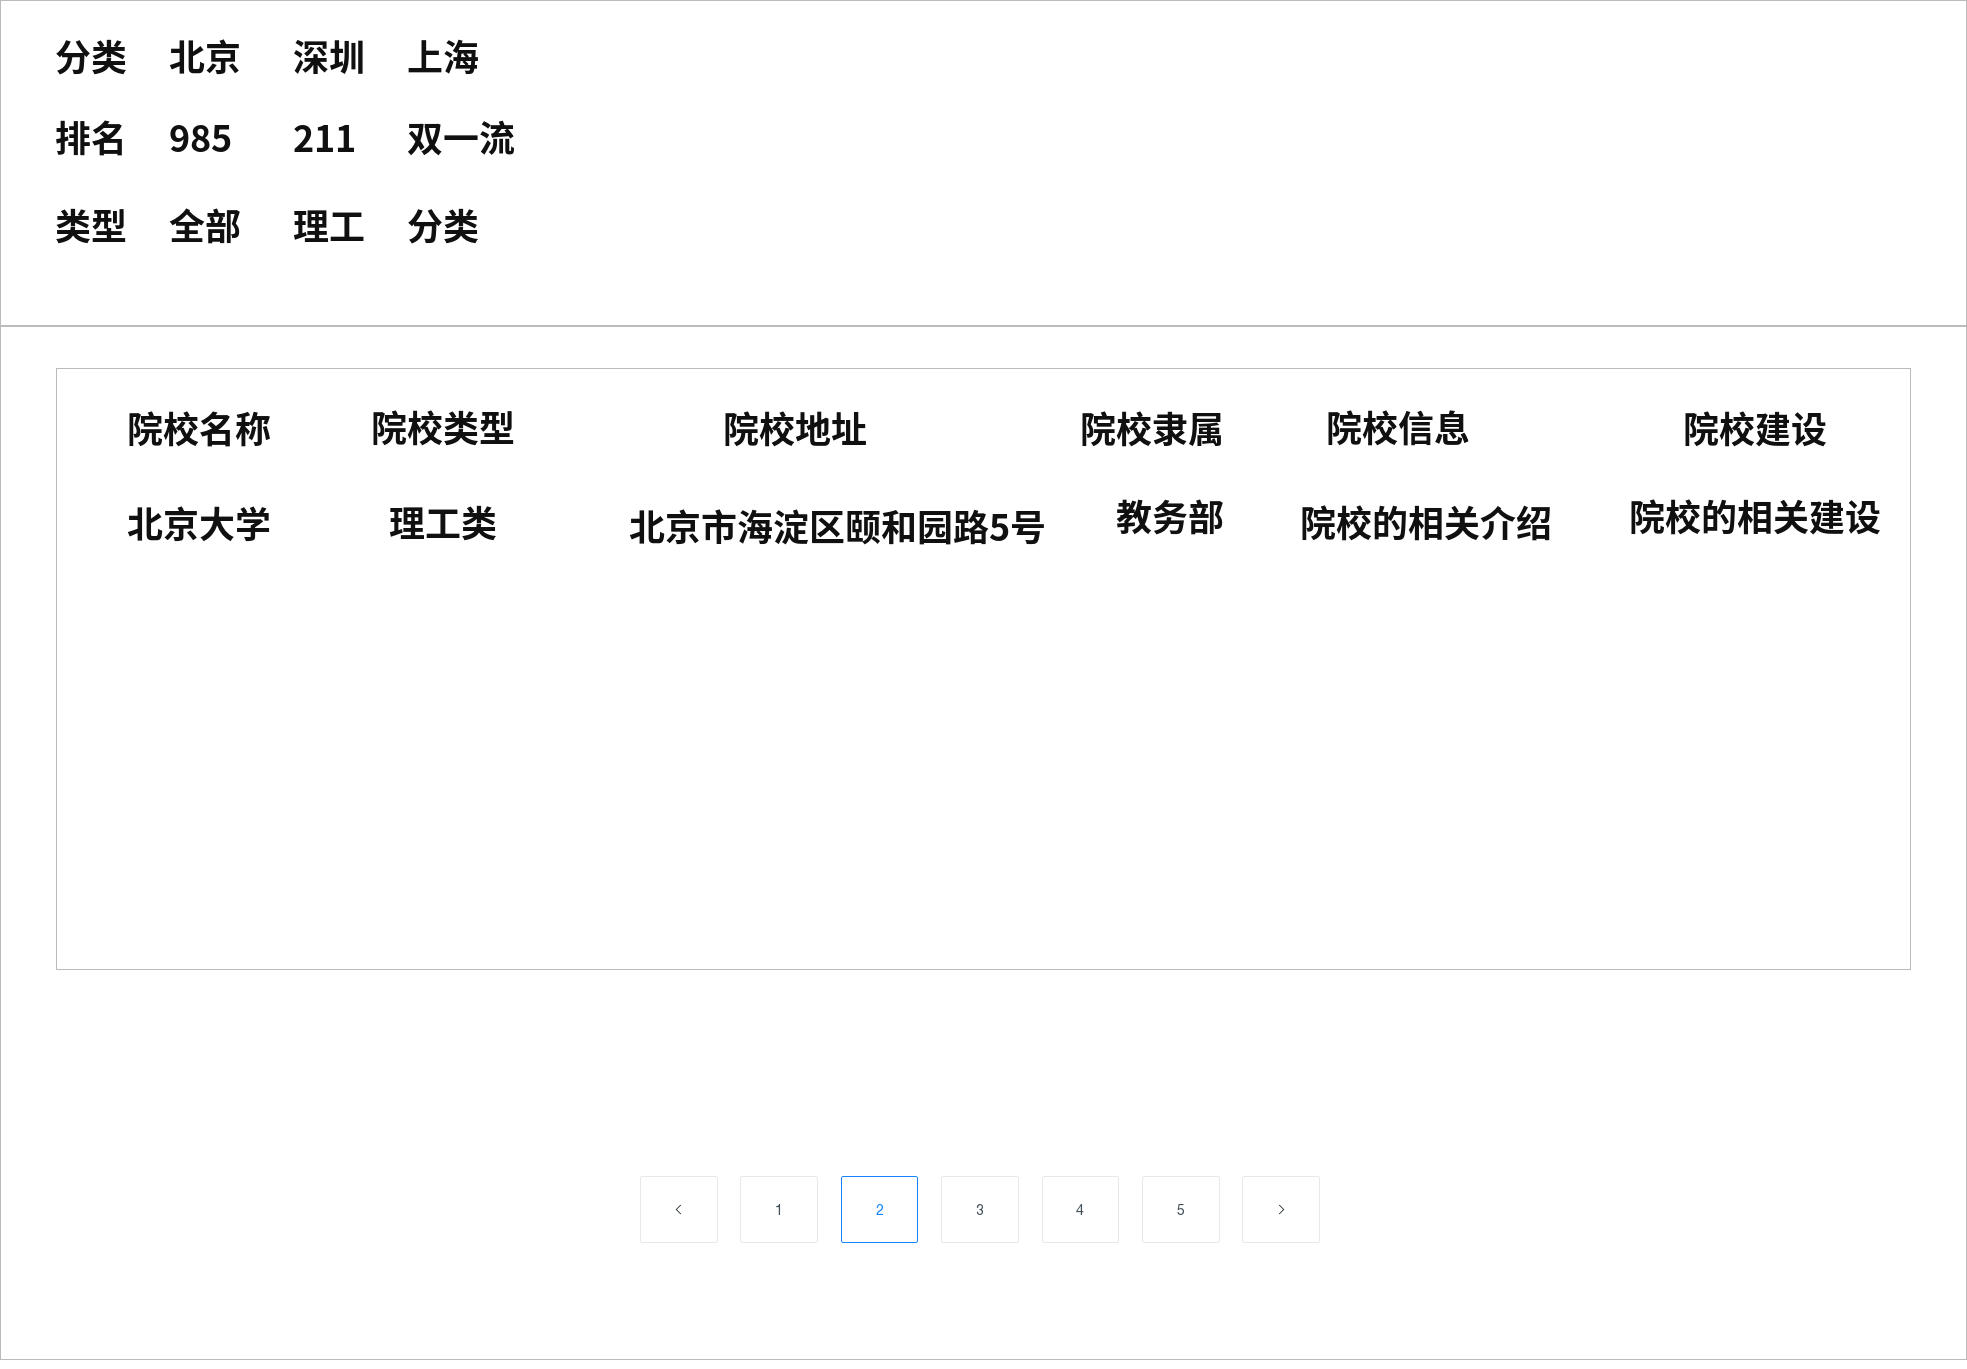 分类 北京 深圳 上海
排名 985 211 双一流
类型 全部 理工 分类
院校名称 院校类型 院校地址 院校隶属 院校信息 院校建设
北京大学 理工类 北京市海淀区颐和园路5号 教务部 院校的相关介绍 院校的相关建设
1 2 3 4 5